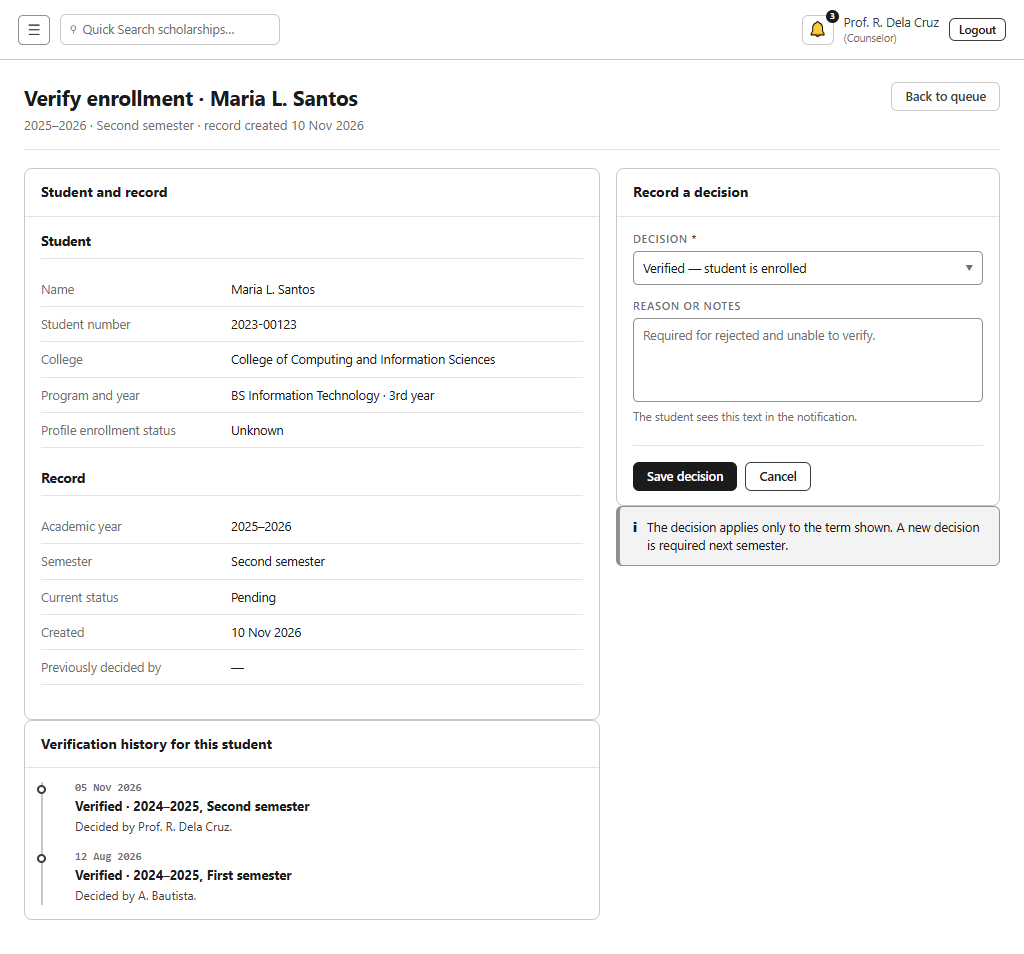 ☰
Quick Search scholarships...
3
Prof. R. Dela Cruz
(Counselor)
Logout
Verify enrollment · Maria L. Santos
2025–2026 · Second semester · record created 10 Nov 2026
Back to queue
Student and record
Student
Name Maria L. Santos
Student number 2023-00123
College College of Computing and Information Sciences
Program and year BS Information Technology · 3rd year
Profile enrollment status Unknown
Record
Academic year 2025–2026
Semester Second semester
Current status Pending
Created 10 Nov 2026
Previously decided by —
Verification history for this student
05 Nov 2026
Verified · 2024–2025, Second semester
Decided by Prof. R. Dela Cruz.
12 Aug 2026
Verified · 2024–2025, First semester
Decided by A. Bautista.
Record a decision
DECISION *
Verified — student is enrolled
REASON OR NOTES
Required for rejected and unable to verify.
The student sees this text in the notification.
Save decision
Cancel
i The decision applies only to the term shown. A new decision
is required next semester.